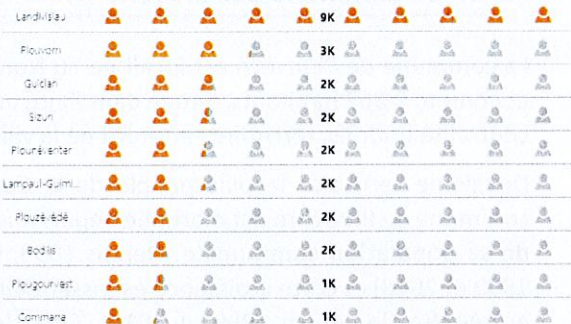 Landivisiau 9K
Plouvorn 3K
Guiclan 2K
Sizun 2K
Plounéventer 2K
Lampaul-Guimi... 2K
Plouzévédé 2K
Bodilis 2K
Plougourvest 1K
Commana 1K